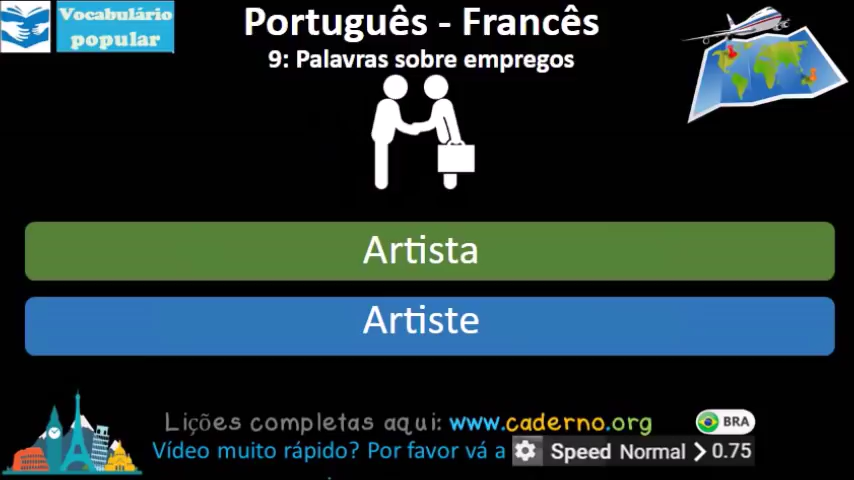 Vocabulário
popular
Português - Francês
9: Palavras sobre empregos
Artista
Artiste
Lições completas aqui: www.caderno.org
BRA
Vídeo muito rápido? Por favor vá a Speed Normal > 0.75